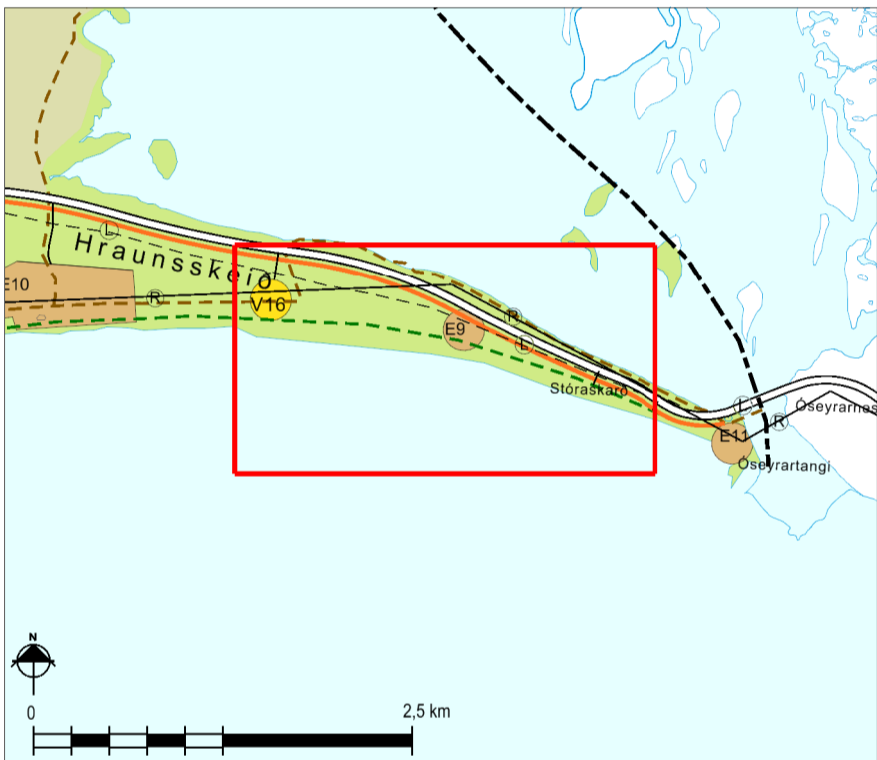 L
Hraunsskeið
E10
R
V16
R
E9
L
Stóraskarð
L
Óseyrarnes
R
E11
Óseyrartangi
N
0
2,5 km